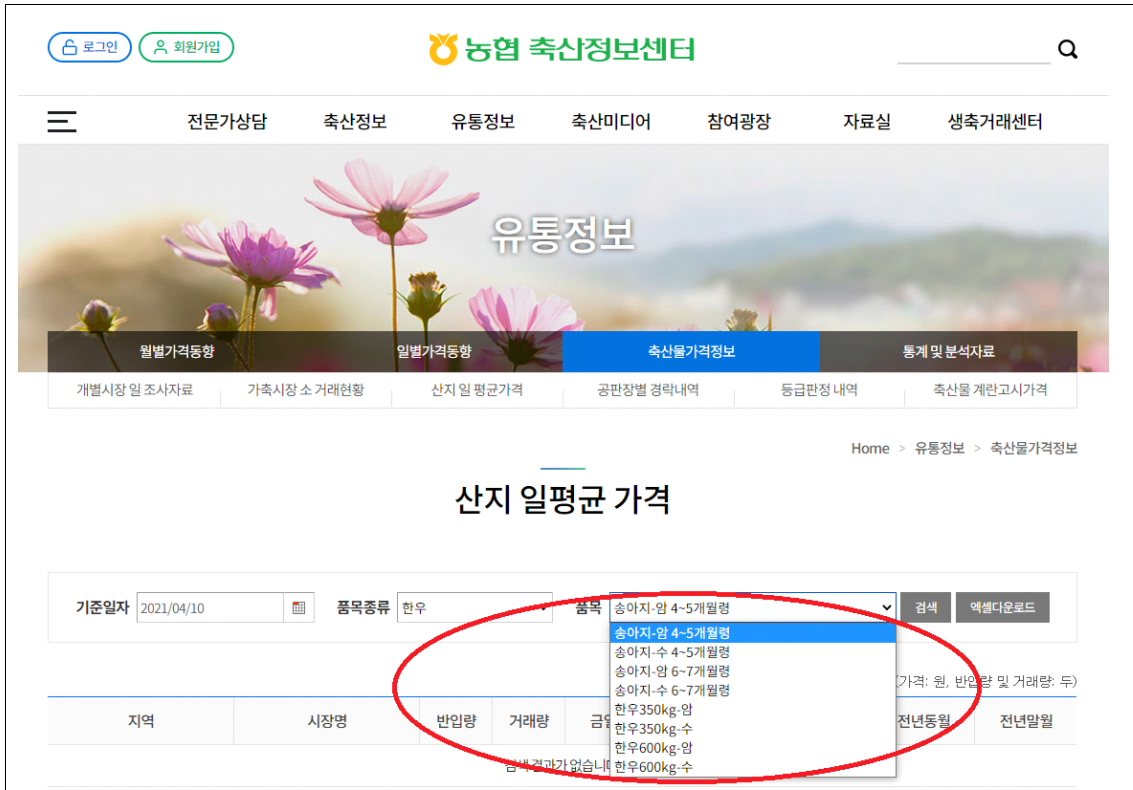 로그인 회원가입 농협 축산정보센터
전문가상담 축산정보 유통정보 축산미디어 참여광장 자료실 생축거래센터
유통정보
월별가격동향 일별가격동향 축산물가격정보 통계 및 분석자료
개별시장 일 조사자료 가축시장 소 거래현황 산지 일 평균가격 공판장별 경락내역 등급판정 내역 축산물 계란고시가격
Home > 유통정보 > 축산물가격정보
산지 일평균 가격
기준일자 2021/04/10 품목종류 한우 품목 송아지-암 4~5개월령 검색 엑셀다운로드
송아지-암 4~5개월령
송아지-수 4~5개월령
송아지-암 6~7개월령
(가격: 원, 반입량 및 거래량: 두)
송아지-수 6~7개월령
한우350kg-암
지역 시장명 반입량 거래량 전년동월 전년말월
한우350kg-수
한우600kg-암
검색 결과가 없습니다
한우600kg-수